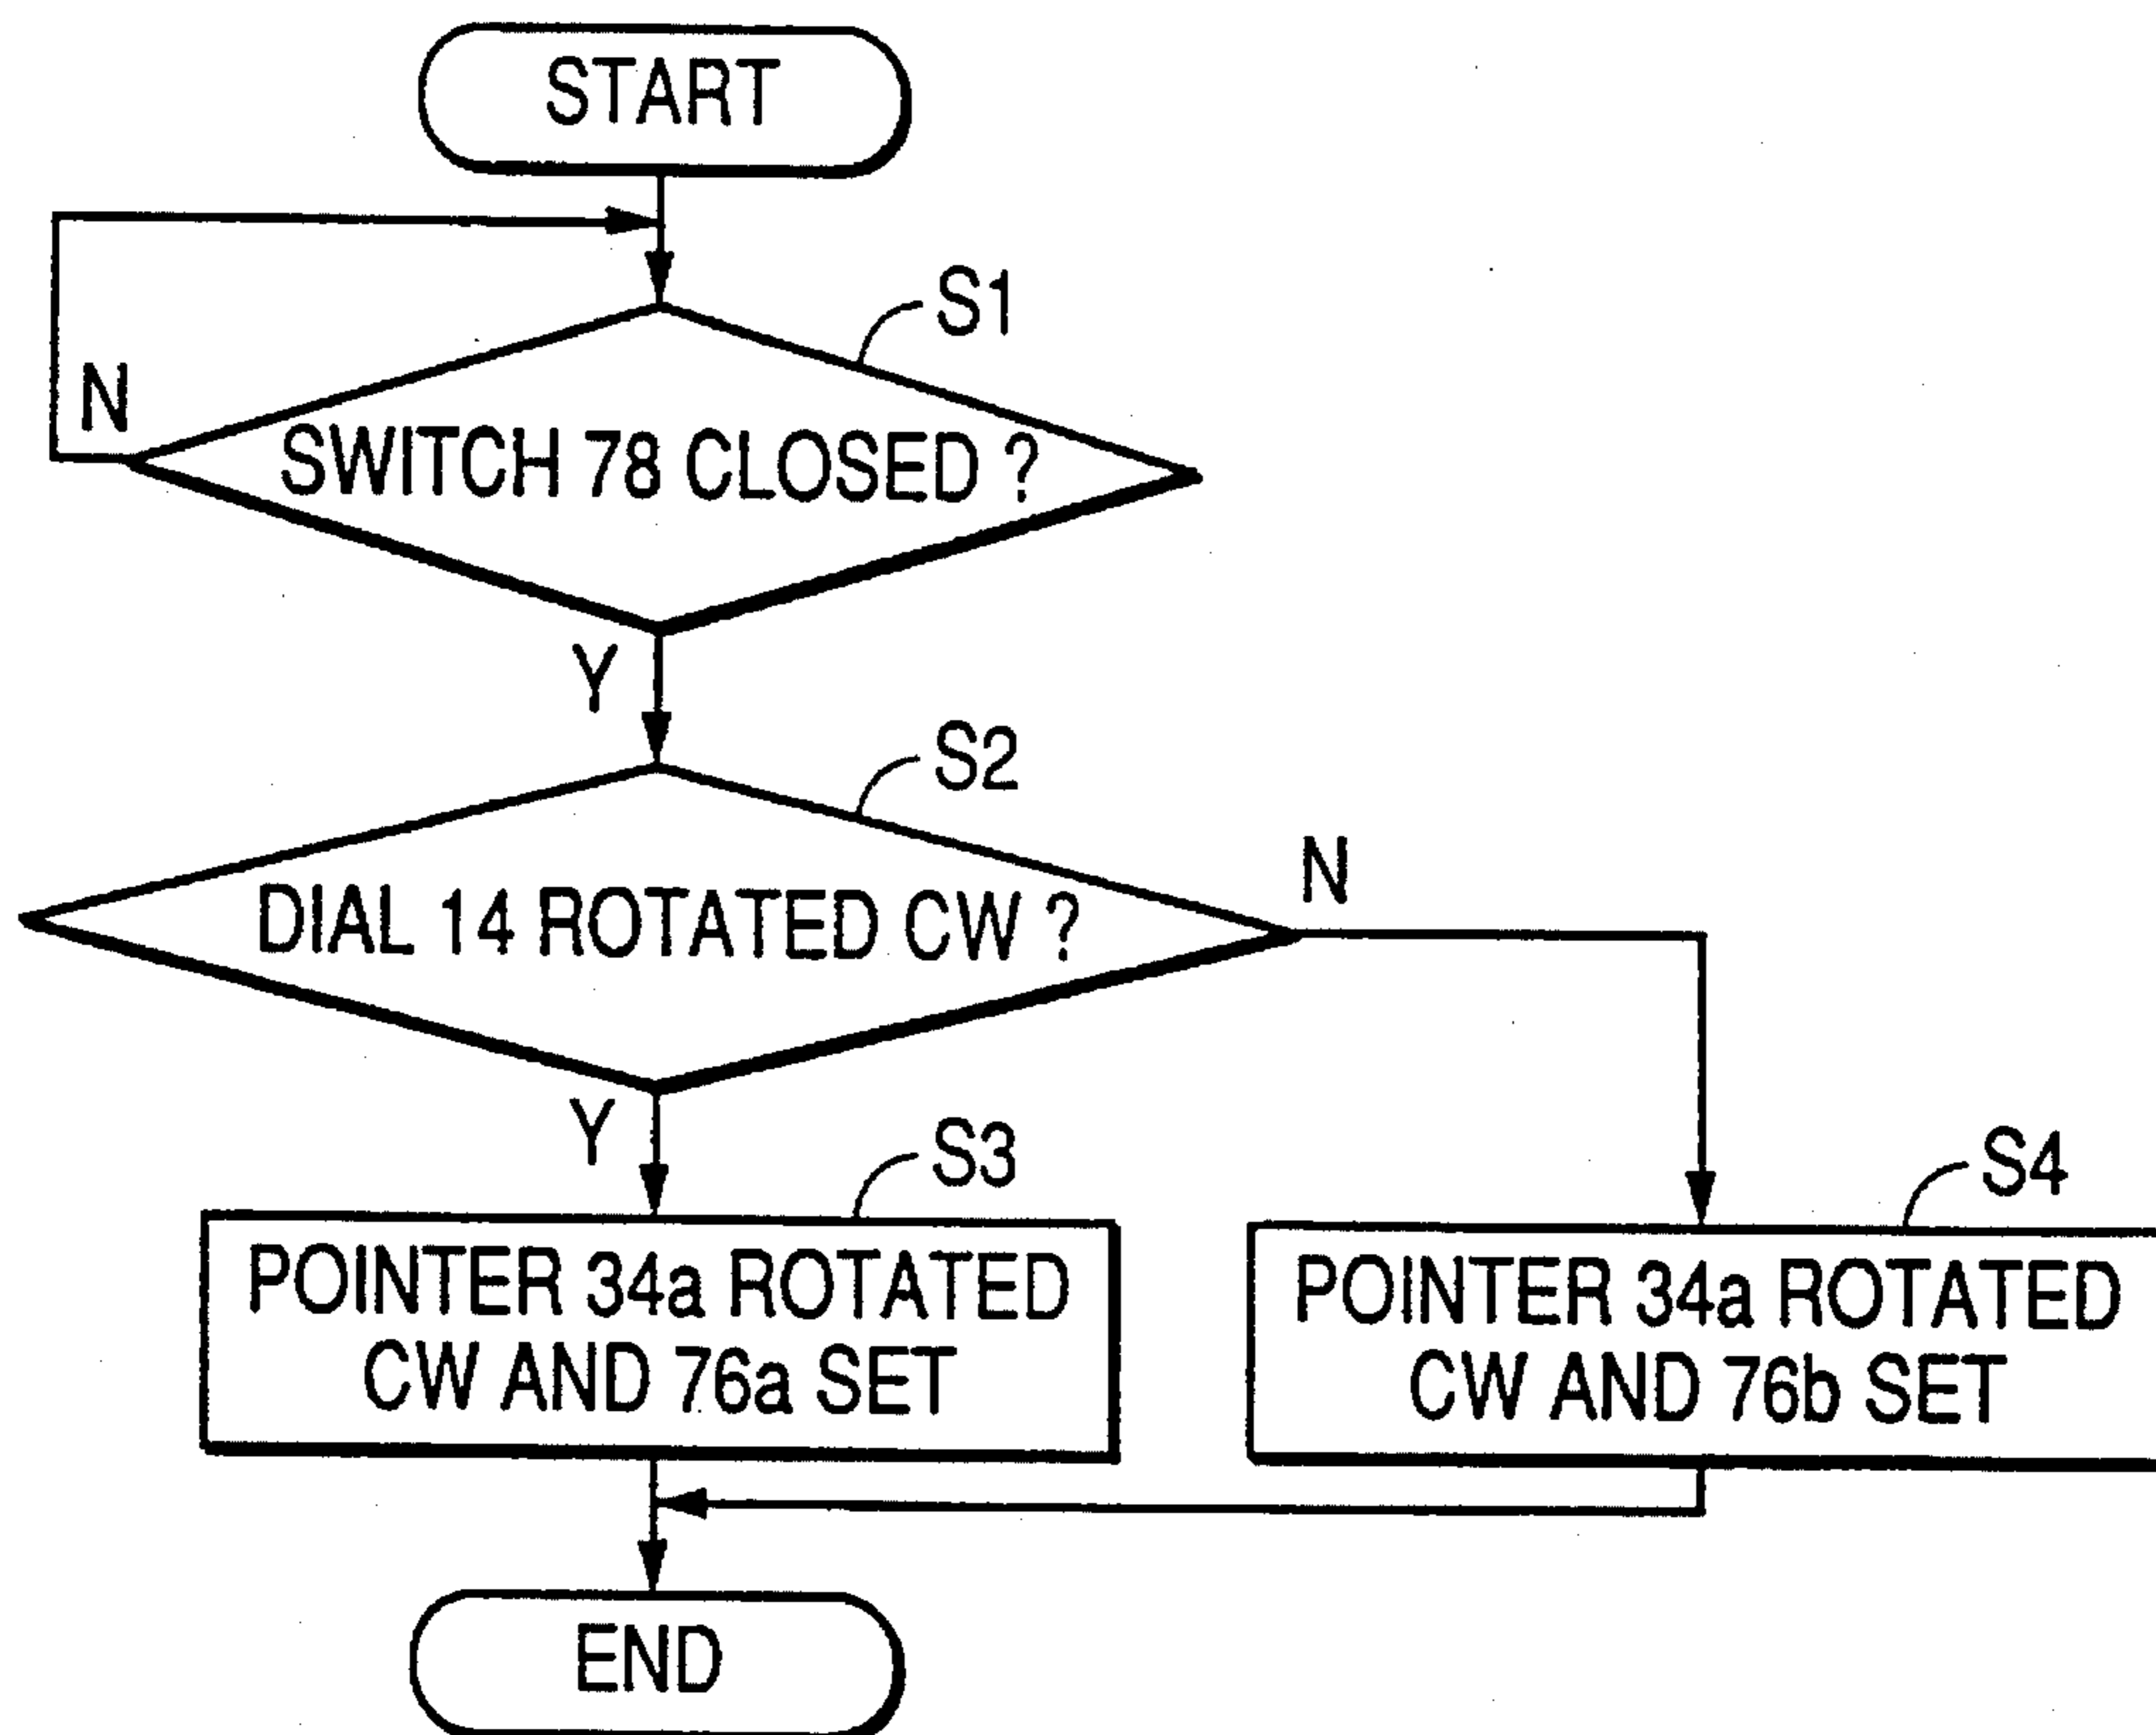 START
S1
N
SWITCH 78 CLOSED ?
Y
S2
N
DIAL 14 ROTATED CW ?
Y
S3
S4
POINTER 34a ROTATED
CW AND 76a SET
POINTER 34a ROTATED
CW AND 76b SET
END